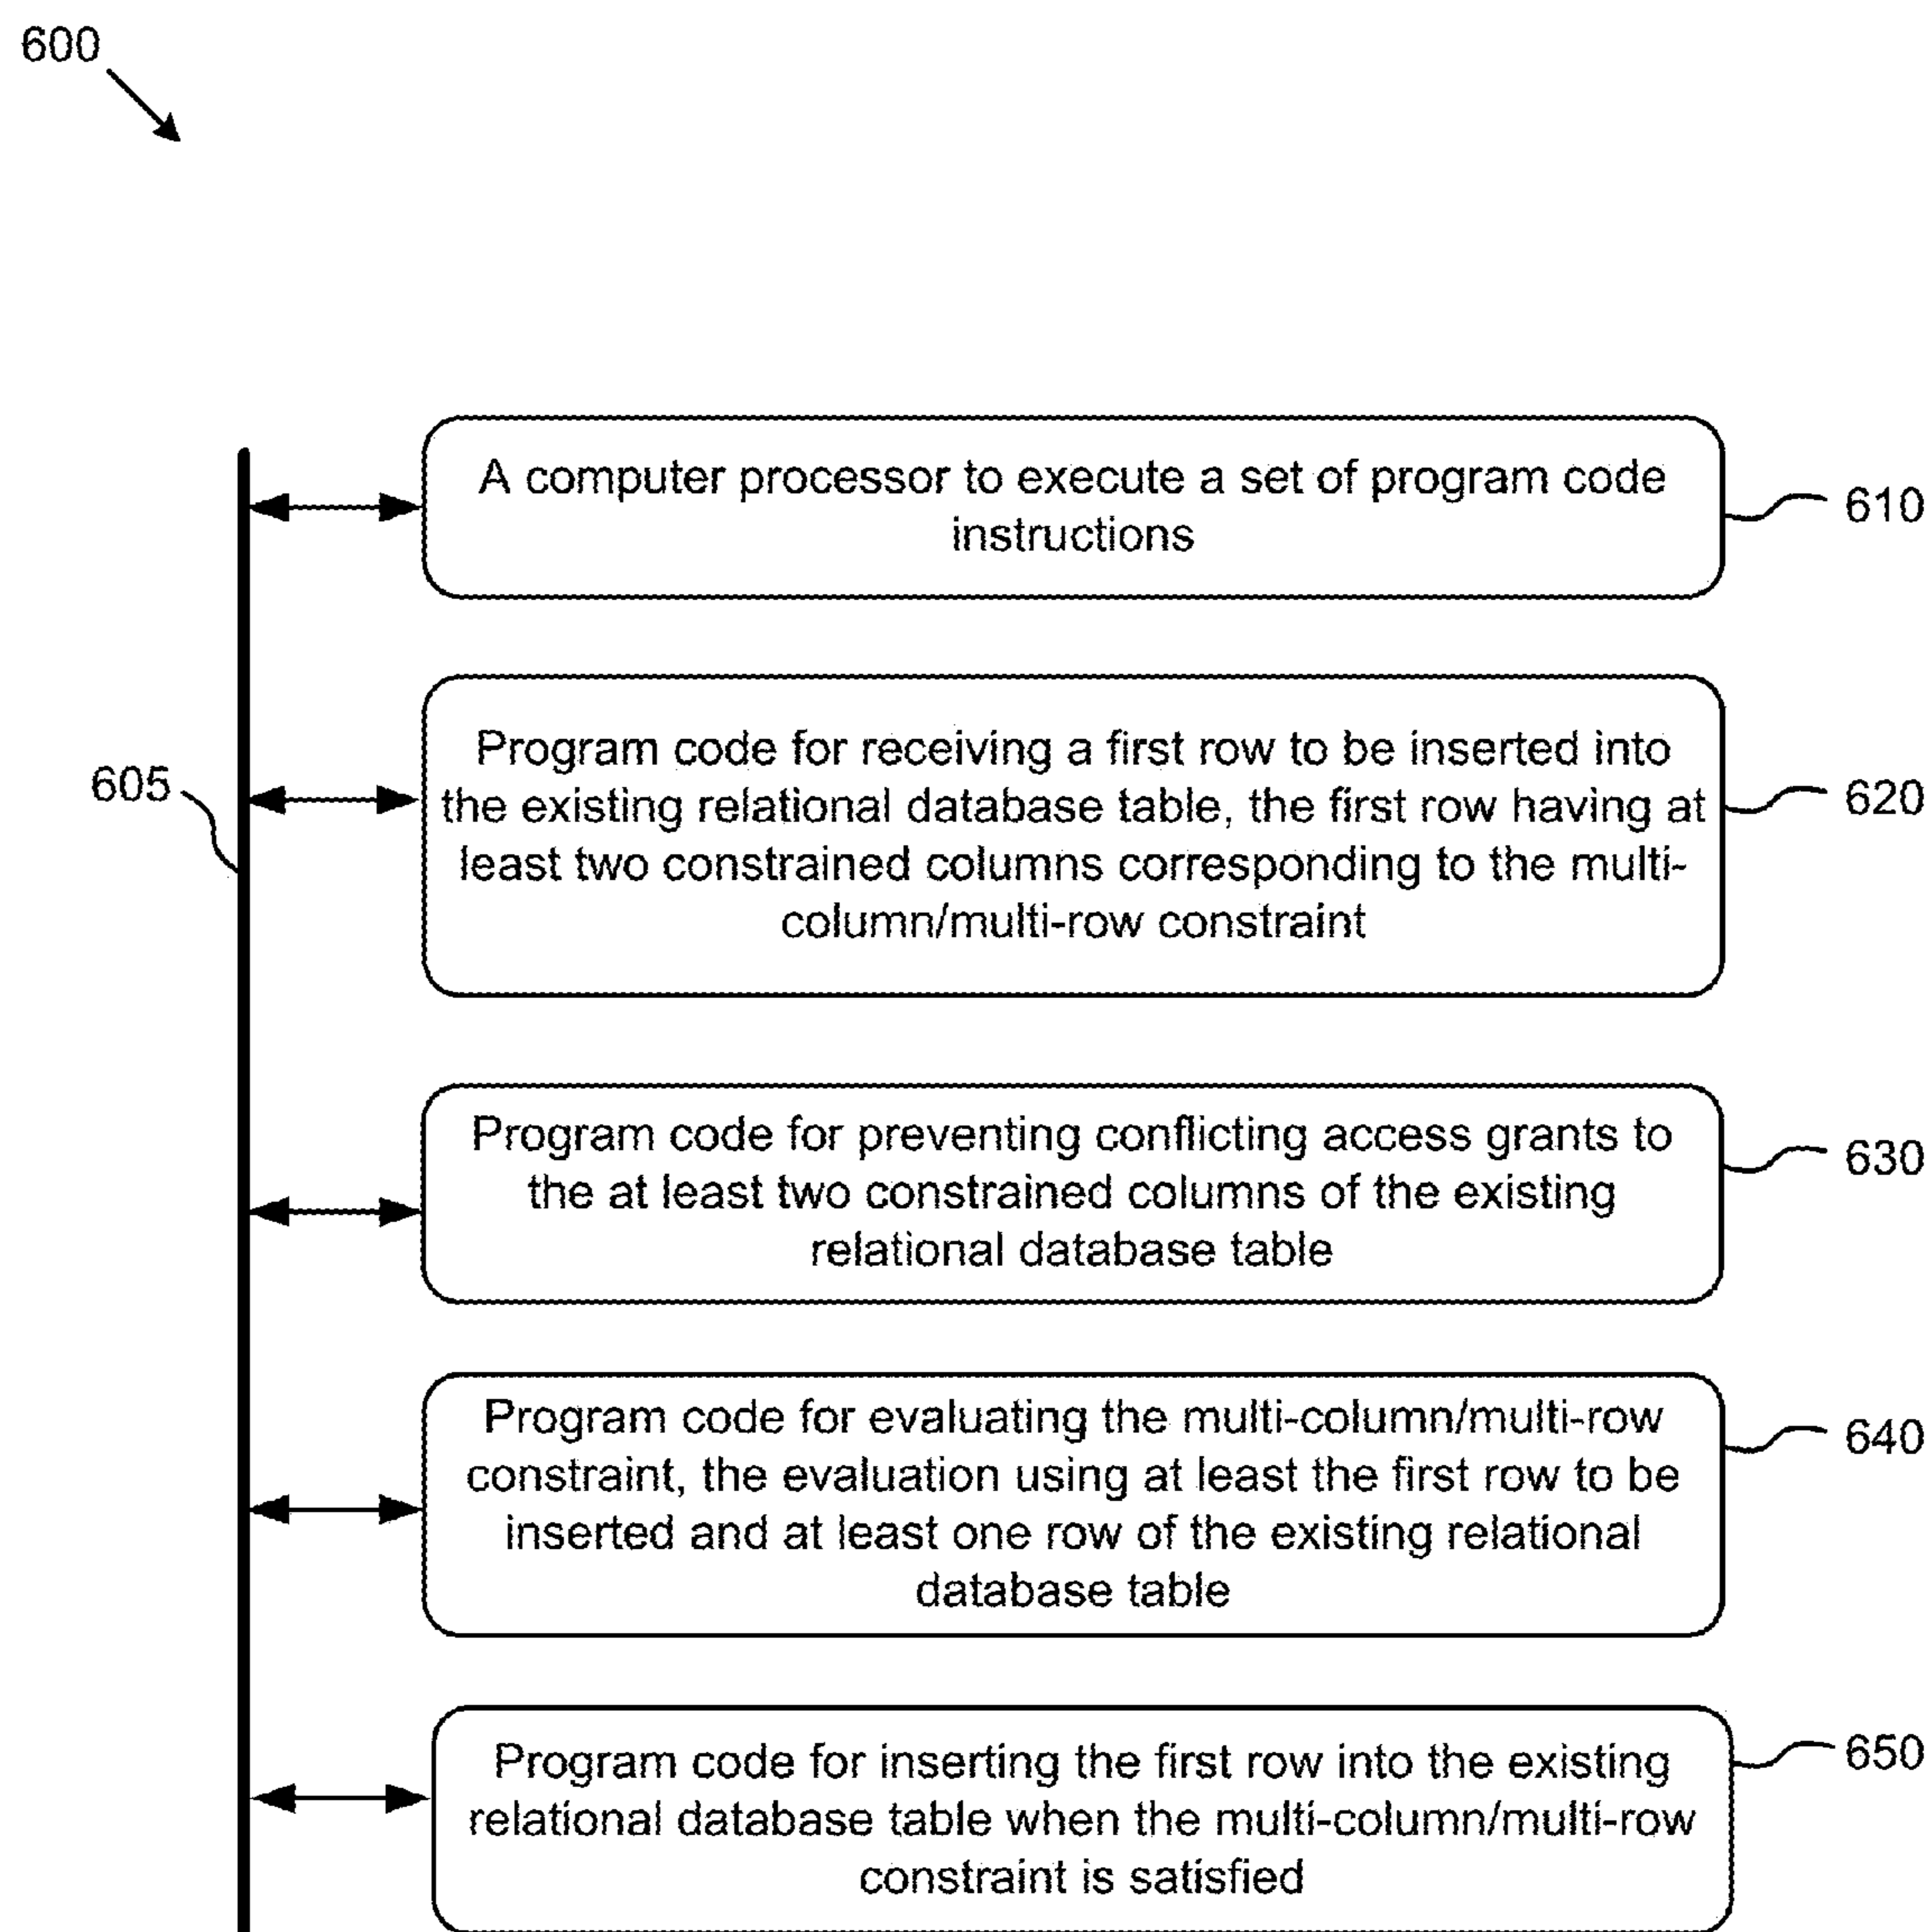 600
A computer processor to execute a set of program code
instructions
610
Program code for receiving a first row to be inserted into
the existing relational database table, the first row having at
least two constrained columns corresponding to the multi-
column/multi-row constraint
605
620
Program code for preventing conflicting access grants to
the at least two constrained columns of the existing
relational database table
630
Program code for evaluating the multi-column/multi-row
constraint, the evaluation using at least the first row to be
inserted and at least one row of the existing relational
database table
640
Program code for inserting the first row into the existing
relational database table when the multi-column/multi-row
constraint is satisfied
650